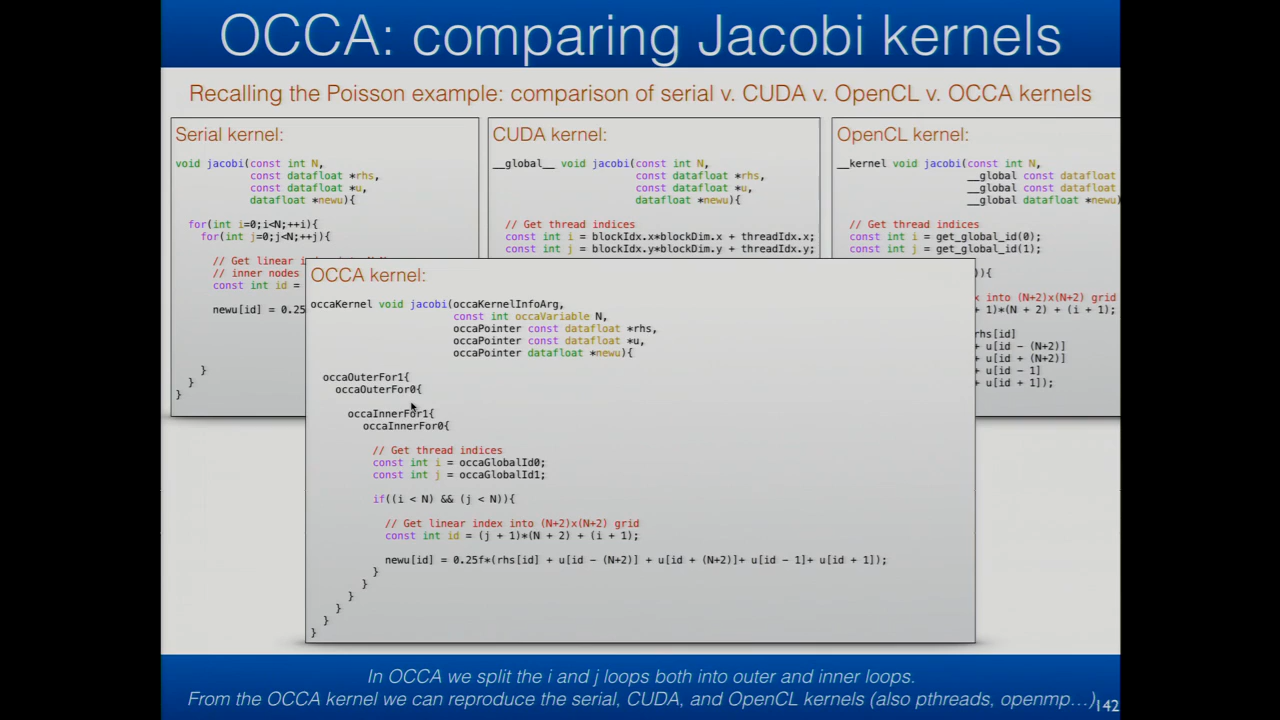 OCCA: comparing Jacobi kernels
Recalling the Poisson example: comparison of serial v. CUDA v. OpenCL v. OCCA kernels
Serial kernel:
void jacobi(const int N,
const datafloat *rhs,
const datafloat *u,
datafloat *newu){
for(int i=0;i<N;++i){
for(int j=0;j<N;++j){
// Get linear
// inner nodes
const int id =
newu[id] = 0.25
}
}
}
CUDA kernel:
__global__ void jacobi(const int N,
const datafloat *rhs,
const datafloat *u,
datafloat *newu){
// Get thread indices
const int i = blockIdx.x*blockDim.x + threadIdx.x;
const int j = blockIdx.y*blockDim.y + threadIdx.y;
OpenCL kernel:
__kernel void jacobi(const int N,
__global const datafloat
__global const datafloat
__global datafloat *newu)
// Get thread indices
const int i = get_global_id(0);
const int j = get_global_id(1);
){
x into (N+2)x(N+2) grid
+ 1)*(N + 2) + (i + 1);
rhs[id]
+ u[id - (N+2)]
+ u[id + (N+2)]
+ u[id - 1]
+ u[id + 1]);
OCCA kernel:
occaKernel void jacobi(occaKernelInfoArg,
const int occaVariable N,
occaPointer const datafloat *rhs,
occaPointer const datafloat *u,
occaPointer datafloat *newu){
occaOuterFor1{
occaOuterFor0{
occaInnerFor1{
occaInnerFor0{
// Get thread indices
const int i = occaGlobalId0;
const int j = occaGlobalId1;
if((i < N) && (j < N)){
// Get linear index into (N+2)x(N+2) grid
const int id = (j + 1)*(N + 2) + (i + 1);
newu[id] = 0.25f*(rhs[id] + u[id - (N+2)] + u[id + (N+2)]+ u[id - 1]+ u[id + 1]);
}
}
}
}
}
}
In OCCA we split the i and j loops both into outer and inner loops.
From the OCCA kernel we can reproduce the serial, CUDA, and OpenCL kernels (also pthreads, openmp...)
142